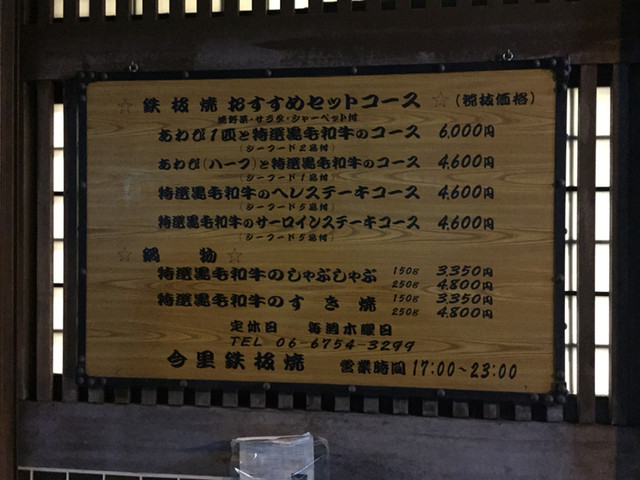 ☆ 鉄板焼 おすすめセットコース ☆ (税抜価格)
焼野菜・サラダ・シャーベット付
あわび1匹と特選黒毛和牛のコース 6,000円
(シーフード2品付)
あわび(ハーフ)と特選黒毛和牛のコース 4,600円
(シーフード1品付)
特選黒毛和牛のヘレステーキコース 4,600円
(シーフード5品付)
特選黒毛和牛のサーロインステーキコース 4,600円
(シーフード5品付)
☆ 鍋 物 ☆
特選黒毛和牛のしゃぶしゃぶ 150g 3350円
250g 4,800円
特選黒毛和牛のすき焼 150g 3350円
250g 4,800円
定休日 毎週木曜日
TEL 06-6754-3299
今里鉄板焼 営業時間 17:00~23:00